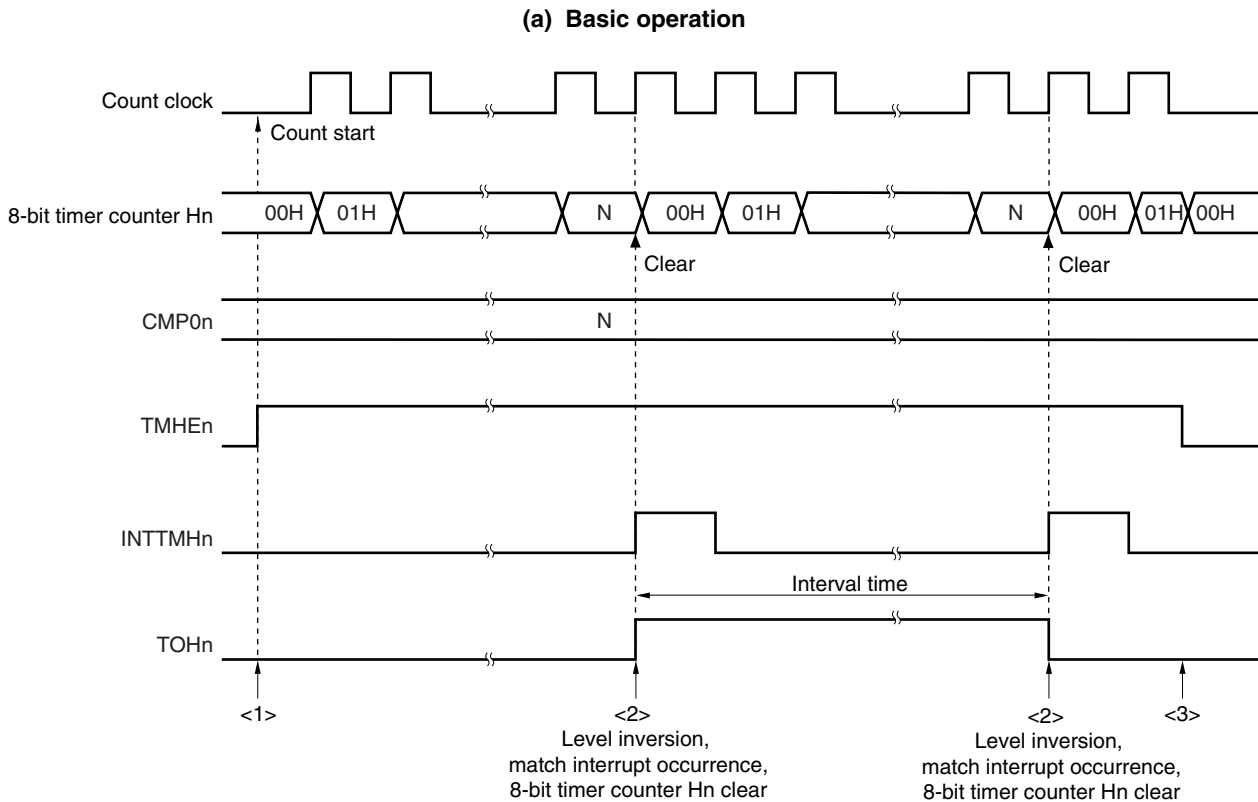 (a) Basic operation
Count clock
Count start
8-bit timer counter Hn
00H 01H N 00H 01H N 00H 01H 00H
Clear Clear
CMP0n
N
TMHEn
INTTMHn
Interval time
TOHn
<1> <2> <2> <3>
Level inversion,
match interrupt occurrence,
8-bit timer counter Hn clear
Level inversion,
match interrupt occurrence,
8-bit timer counter Hn clear